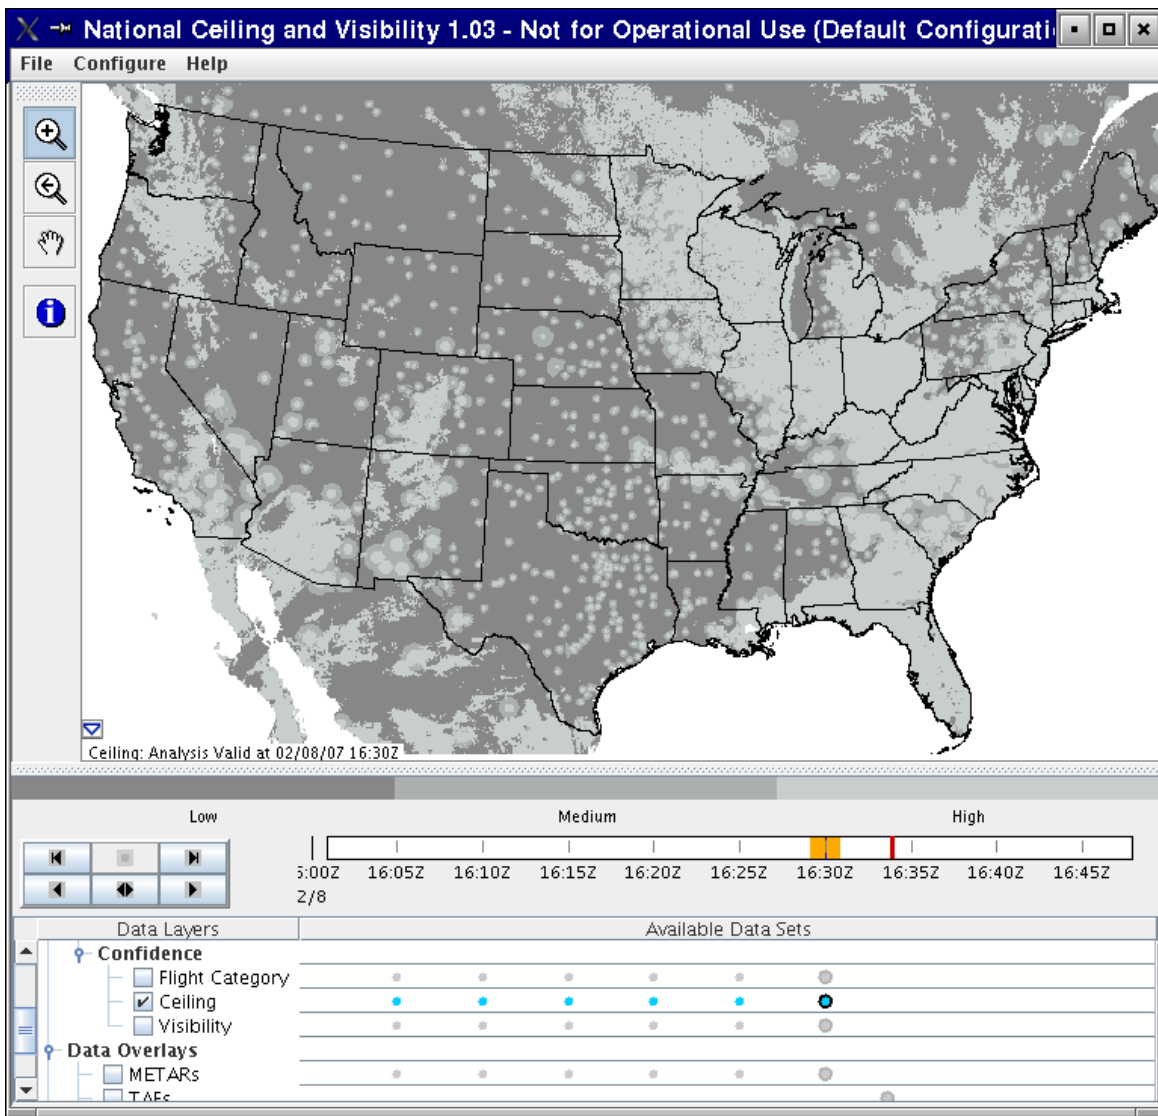 National Ceiling and Visibility 1.03 - Not for Operational Use (Default Configurati
File Configure Help
Ceiling: Analysis Valid at 02/08/07 16:30Z
Low Medium High
5:00Z 16:05Z 16:10Z 16:15Z 16:20Z 16:25Z 16:30Z 16:35Z 16:40Z 16:45Z
2/8
Data Layers Available Data Sets
Confidence
Flight Category
Ceiling
Visibility
Data Overlays
METARs
TAFs